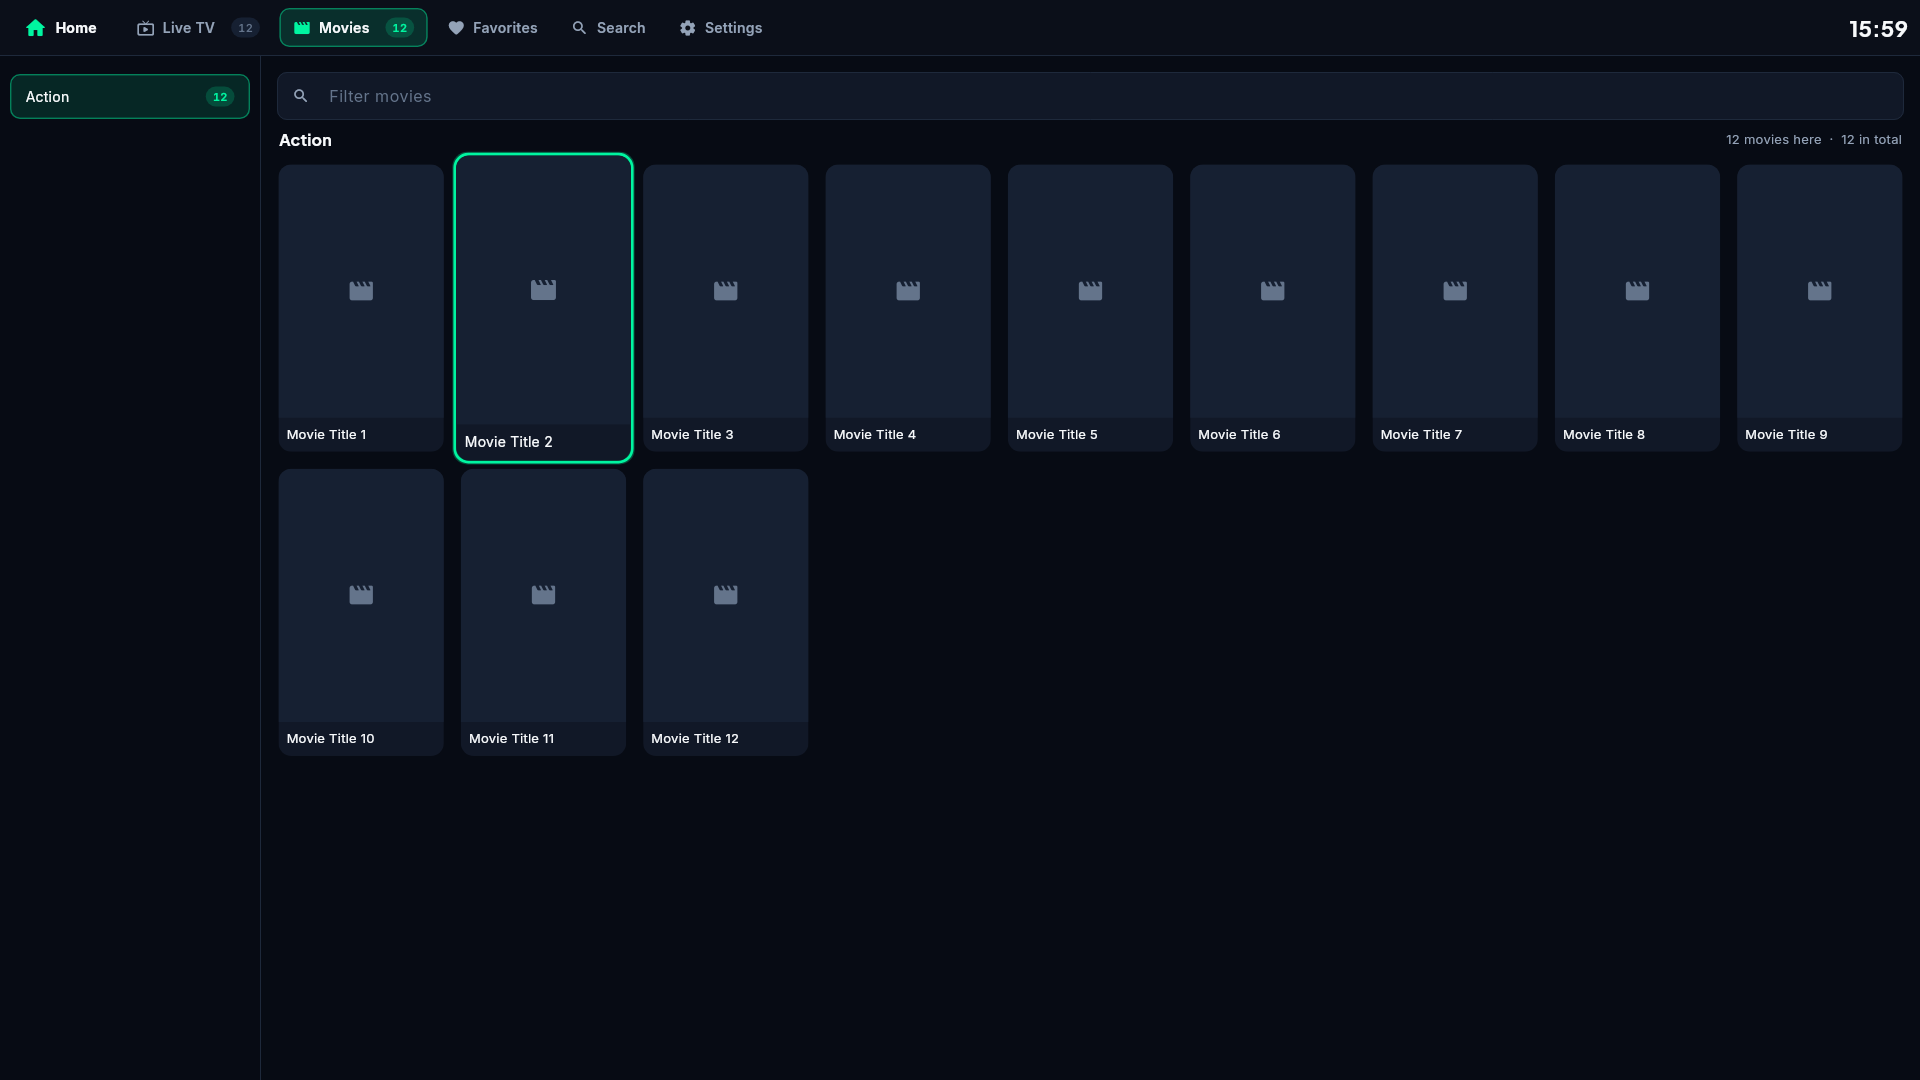 Home
Live TV 12
Movies 12
Favorites
Search
Settings
15:59
Action 12
Filter movies
Action
12 movies here · 12 in total
Movie Title 1
Movie Title 2
Movie Title 3
Movie Title 4
Movie Title 5
Movie Title 6
Movie Title 7
Movie Title 8
Movie Title 9
Movie Title 10
Movie Title 11
Movie Title 12